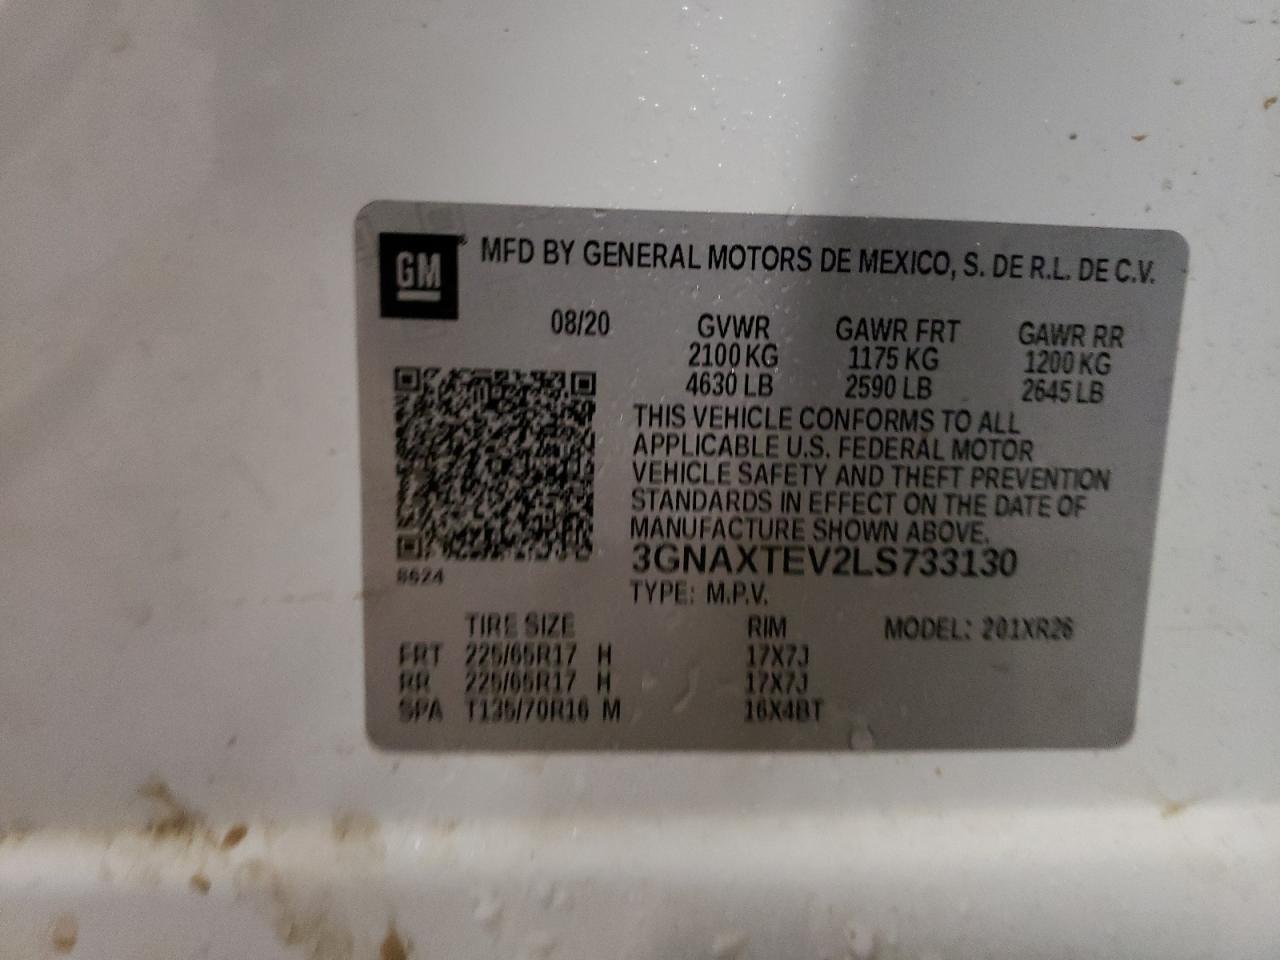 GM® MFD BY GENERAL MOTORS DE MEXICO, S. DE R.L. DE C.V.
08/20 GVWR GAWR FRT GAWR RR
2100 KG 1175 KG 1200 KG
4630 LB 2590 LB 2645 LB
THIS VEHICLE CONFORMS TO ALL
APPLICABLE U.S. FEDERAL MOTOR
VEHICLE SAFETY AND THEFT PREVENTION
STANDARDS IN EFFECT ON THE DATE OF
MANUFACTURE SHOWN ABOVE.
3GNAXTEV2LS733130
8624
TYPE: M.P.V.
TIRE SIZE RIM MODEL: 201XR26
FRT 225/65R17 H 17X7J
RR 225/65R17 H 17X7J
SPA T135/70R16 M 16X4BT